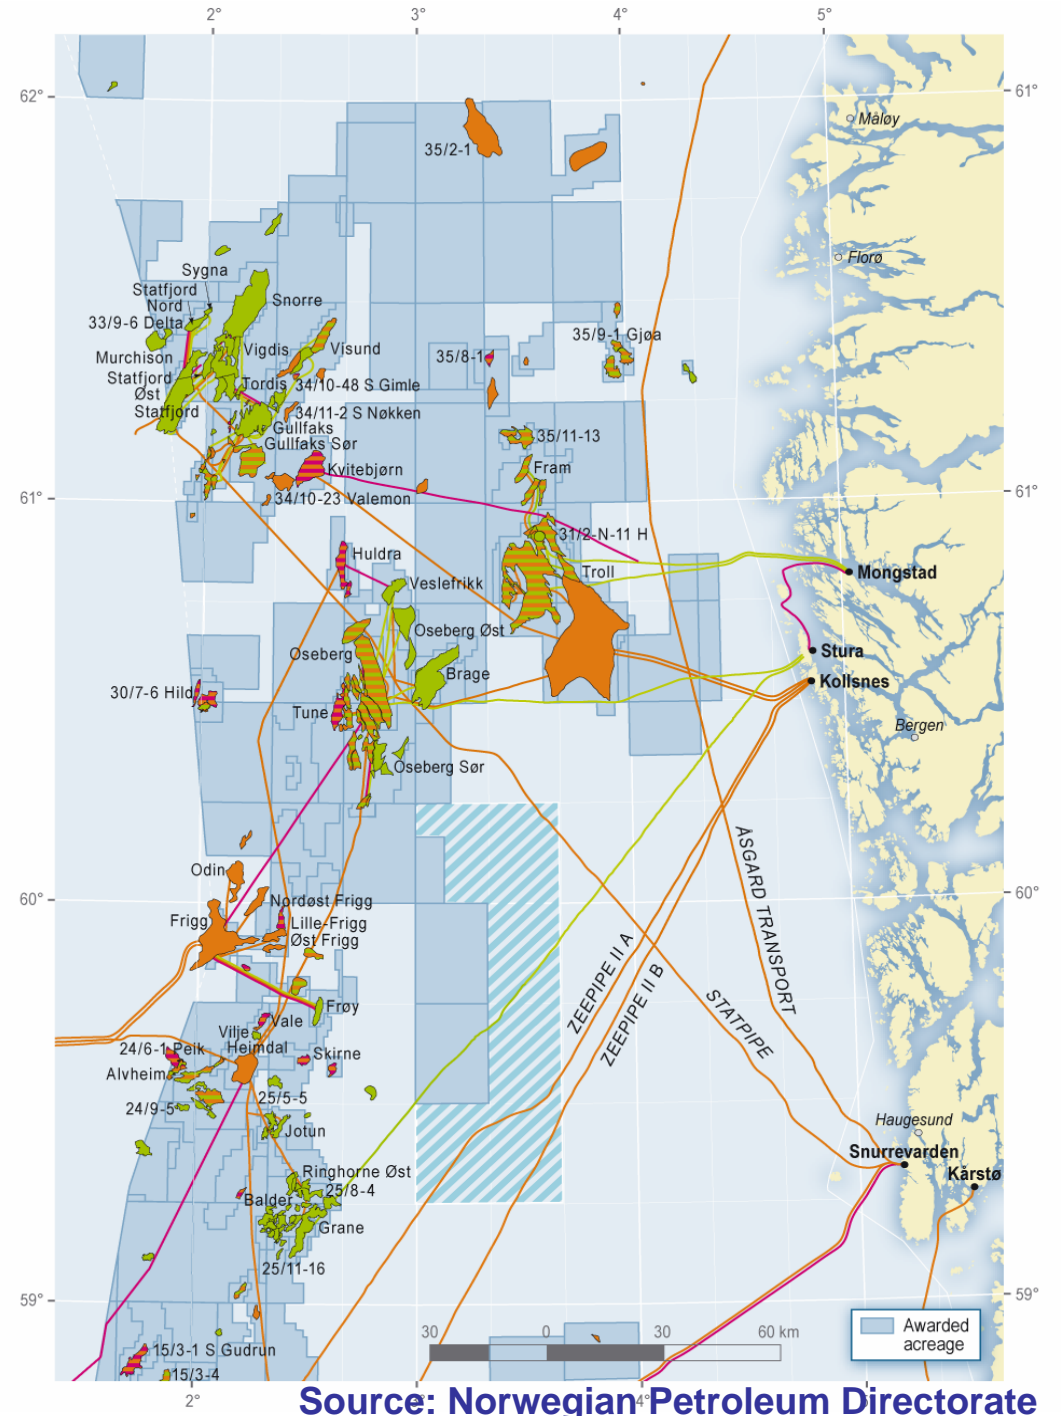 2°
3°
4°
5°
62°
61°
Måløy
35/2-1
Florø
Sygna
Statfjord
Nord
33/9-6 Delta
Snorre
Murchison
Vigdis
Visund
35/8-1
35/9-1 Gjøa
Statfjord
Øst
Tordis
34/10-48 S Gimle
Statfjord
34/11-2 S Nøkken
Gullfaks
Gullfaks Sør
35/11-13
Kvitebjørn
Fram
34/10-23 Valemon
61°
61°
31/2-N-11 H
Huldra
Troll
Mongstad
Veslefrikk
Oseberg Øst
Oseberg
Stura
Brage
Kollsnes
30/7-6 Hild
Tune
Bergen
Oseberg Sør
ÅSGARD TRANSPORT
Odin
60°
60°
Nordøst Frigg
Frigg
Lille-Frigg
Øst Frigg
ZEEPIPE II A
ZEEPIPE II B
STATPIPE
Frøy
Vale
Vilje
24/6-1 Peik
Heimdal
Skirne
Alvheim
25/5-5
24/9-5
Jotun
Haugesund
Snurrevarden
Kårstø
Ringhorne Øst
25/8-4
Balder
Grane
25/11-16
59°
59°
Awarded
acreage
30
0
30
60 km
15/3-1 S Gudrun
15/3-4
2°
4°
Source: Norwegian Petroleum Directorate